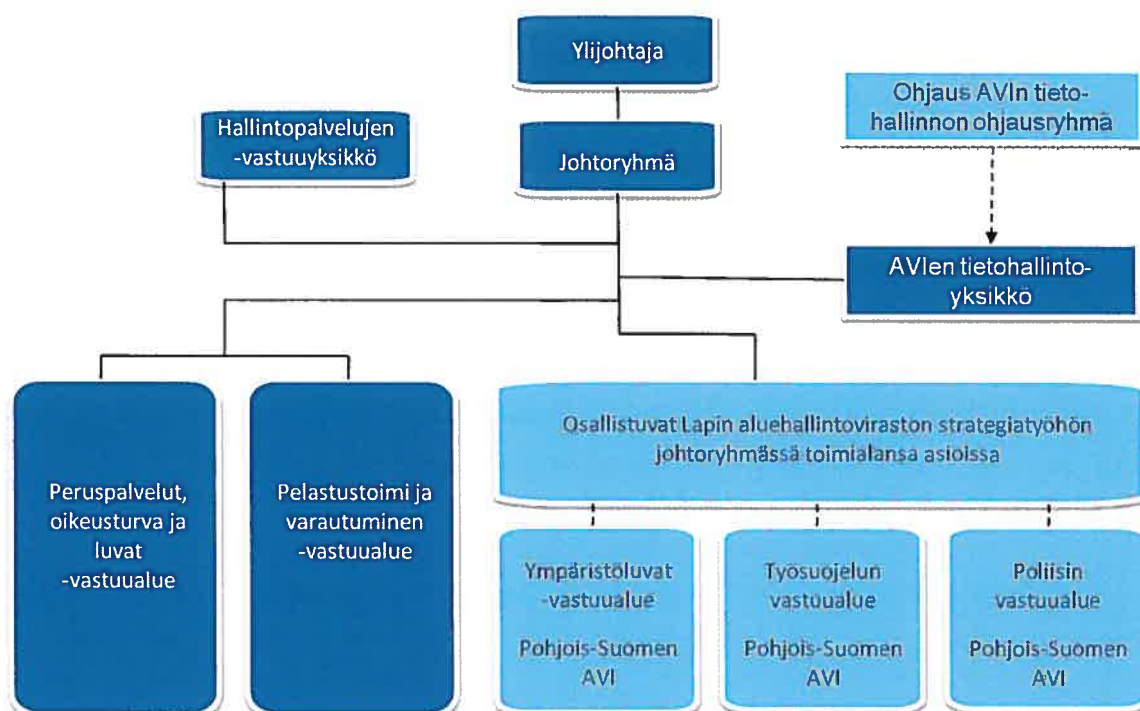 Ylijohtaja
Ohjaus AVIn tieto-
hallinnon ohjausryhmä
Hallintopalvelujen
-vastuuyksikkö
Johtoryhmä
AVIen tietohallinto-
yksikkö
Osallistuvat Lapin aluehallintoviraston strategiatyöhön
johtoryhmässä toimialansa asioissa
Peruspalvelut,
oikeusturva ja
luvat
-vastuualue
Pelastustoimi ja
varautuminen
-vastuualue
Ympäristöluvat
-vastuualue
Pohjois-Suomen
AVI
Työsuojelun
vastuualue
Pohjois-Suomen
AVI
Poliisin
vastuualue
Pohjois-Suomen
AVI